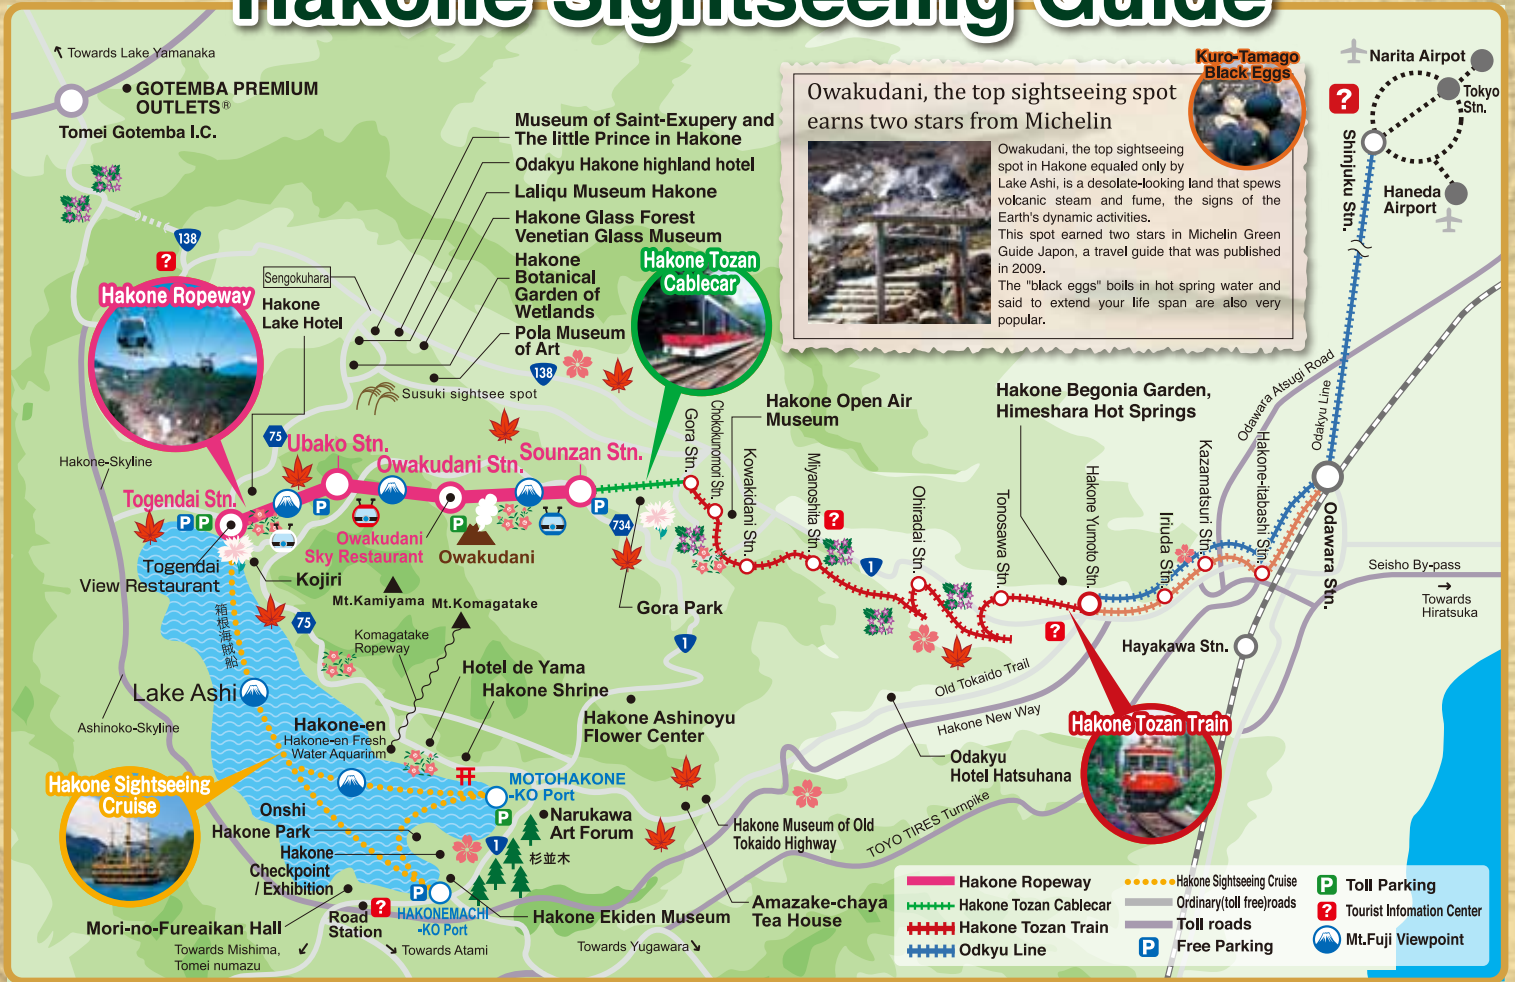 Hakone Sightseeing Guide
Towards Lake Yamanaka
GOTEMBA PREMIUM
OUTLETS®
Tomei Gotemba I.C.
Museum of Saint-Exupery and
The little Prince in Hakone
Odakyu Hakone highland hotel
Laliqu Museum Hakone
Hakone Glass Forest
Venetian Glass Museum
Hakone
Botanical
Garden of
Wetlands
Pola Museum
of Art
138
138
Sengokuhara
Hakone
Lake Hotel
Susuki sightsee spot
Hakone Ropeway
Hakone Tozan
Cablecar
Owakudani, the top sightseeing spot
earns two stars from Michelin
Kuro-Tamago
Black Eggs
Owakudani, the top sightseeing
spot in Hakone equaled only by
Lake Ashi, is a desolate-looking land that spews
volcanic steam and fume, the signs of the
Earth's dynamic activities.
This spot earned two stars in Michelin Green
Guide Japon, a travel guide that was published
in 2009.
The "black eggs" boils in hot spring water and
said to extend your life span are also very
popular.
Narita Airpot
Tokyo
Stn.
Haneda
Airport
Shinjuku Stn.
?
?
Odakyu Line
Odawara Atsugi Road
Hakone-Skyline
75
Ubako Stn.
Owakudani Stn.
Sounzan Stn.
Togendai Stn.
P
P
P
P
P
Gora Stn.
Chokokunomori Stn.
Kowakidani Stn.
Miyanoshita Stn.
Ohiradai Stn.
Tonosawa Stn.
Hakone Yumoto Stn.
Iriuda Stn.
Kazamatsuri Stn.
Hakone-itabashi Stn.
Odawara Stn.
Hakone Open Air
Museum
Hakone Begonia Garden,
Himeshara Hot Springs
Owakudani
Sky Restaurant
Owakudani
734
?
1
Togendai
View Restaurant
Kojiri
Mt.Kamiyama
Mt.Komagatake
Gora Park
Komagatake
Ropeway
75
1
箱根海賊船
?
Seisho By-pass
Towards
Hiratsuka
Hayakawa Stn.
Lake Ashi
Hotel de Yama
Hakone Shrine
Hakone Ashinoyu
Flower Center
Old Tokaido Trail
Hakone New Way
Hakone Tozan Train
Ashinoko-Skyline
Hakone-en
Hakone-en Fresh
Water Aquarinm
Hakone Sightseeing
Cruise
MOTOHAKONE
-KO Port
P
Odakyu
Hotel Hatsuhana
Onshi
Hakone Park
Narukawa
Art Forum
1
杉並木
Hakone Museum of Old
Tokaido Highway
TOYO TIRES Turnpike
Hakone
Checkpoint
/ Exhibition
Mori-no-Fureaikan Hall
Road
Station
?
P
HAKONEMACHI
-KO Port
Hakone Ekiden Museum
Amazake-chaya
Tea House
Towards Mishima,
Tomei numazu
Towards Atami
Towards Yugawara
Hakone Ropeway
Hakone Tozan Cablecar
Hakone Tozan Train
Odkyu Line
Hakone Sightseeing Cruise
Ordinary(toll free)roads
Toll roads
P Free Parking
P Toll Parking
? Tourist Infomation Center
Mt.Fuji Viewpoint